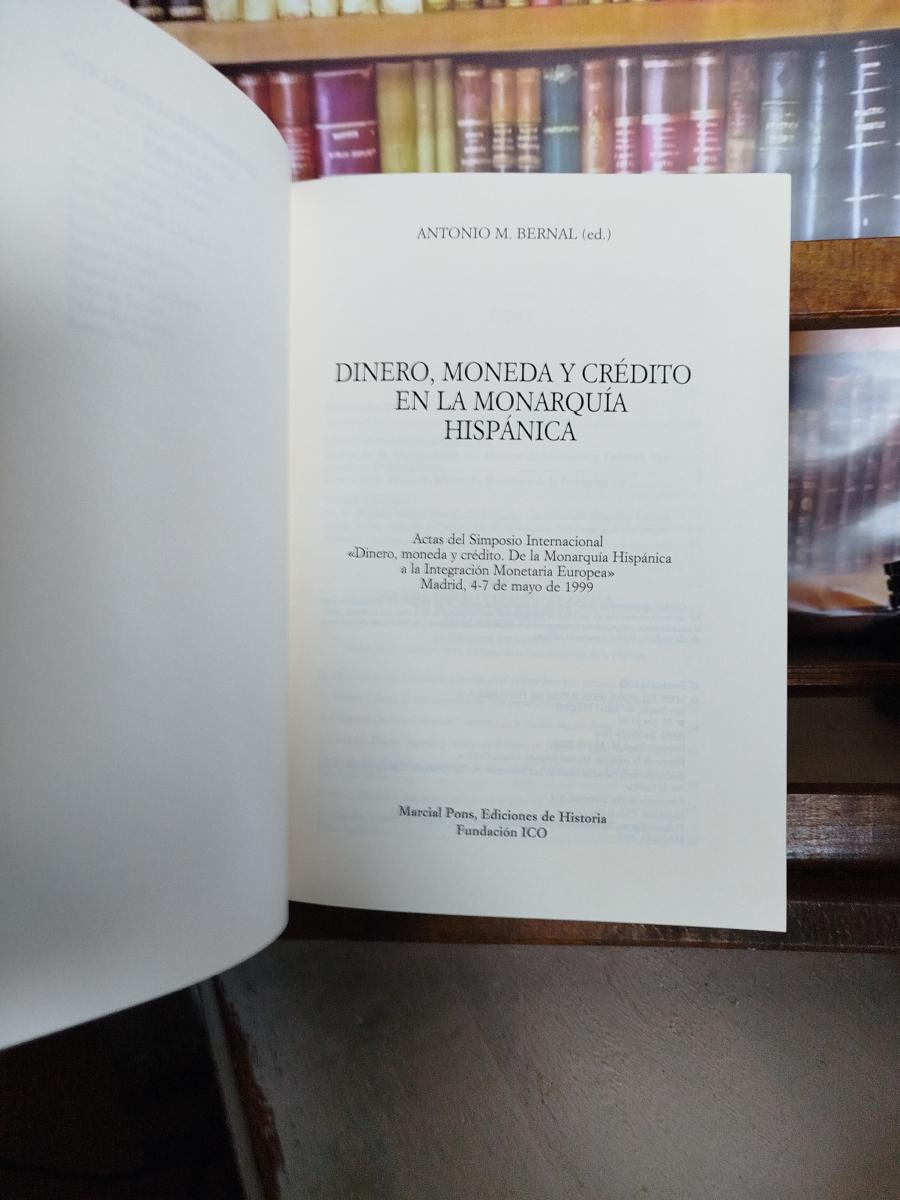 ANTONIO M. BERNAL (ed.)
DINERO, MONEDA Y CRÉDITO
EN LA MONARQUÍA
HISPÁNICA
Actas del Simposio Internacional
«Dinero, moneda y crédito. De la Monarquía Hispánica
a la Integración Monetaria Europea»
Madrid, 4-7 de mayo de 1999
Marcial Pons, Ediciones de Historia
Fundación ICO